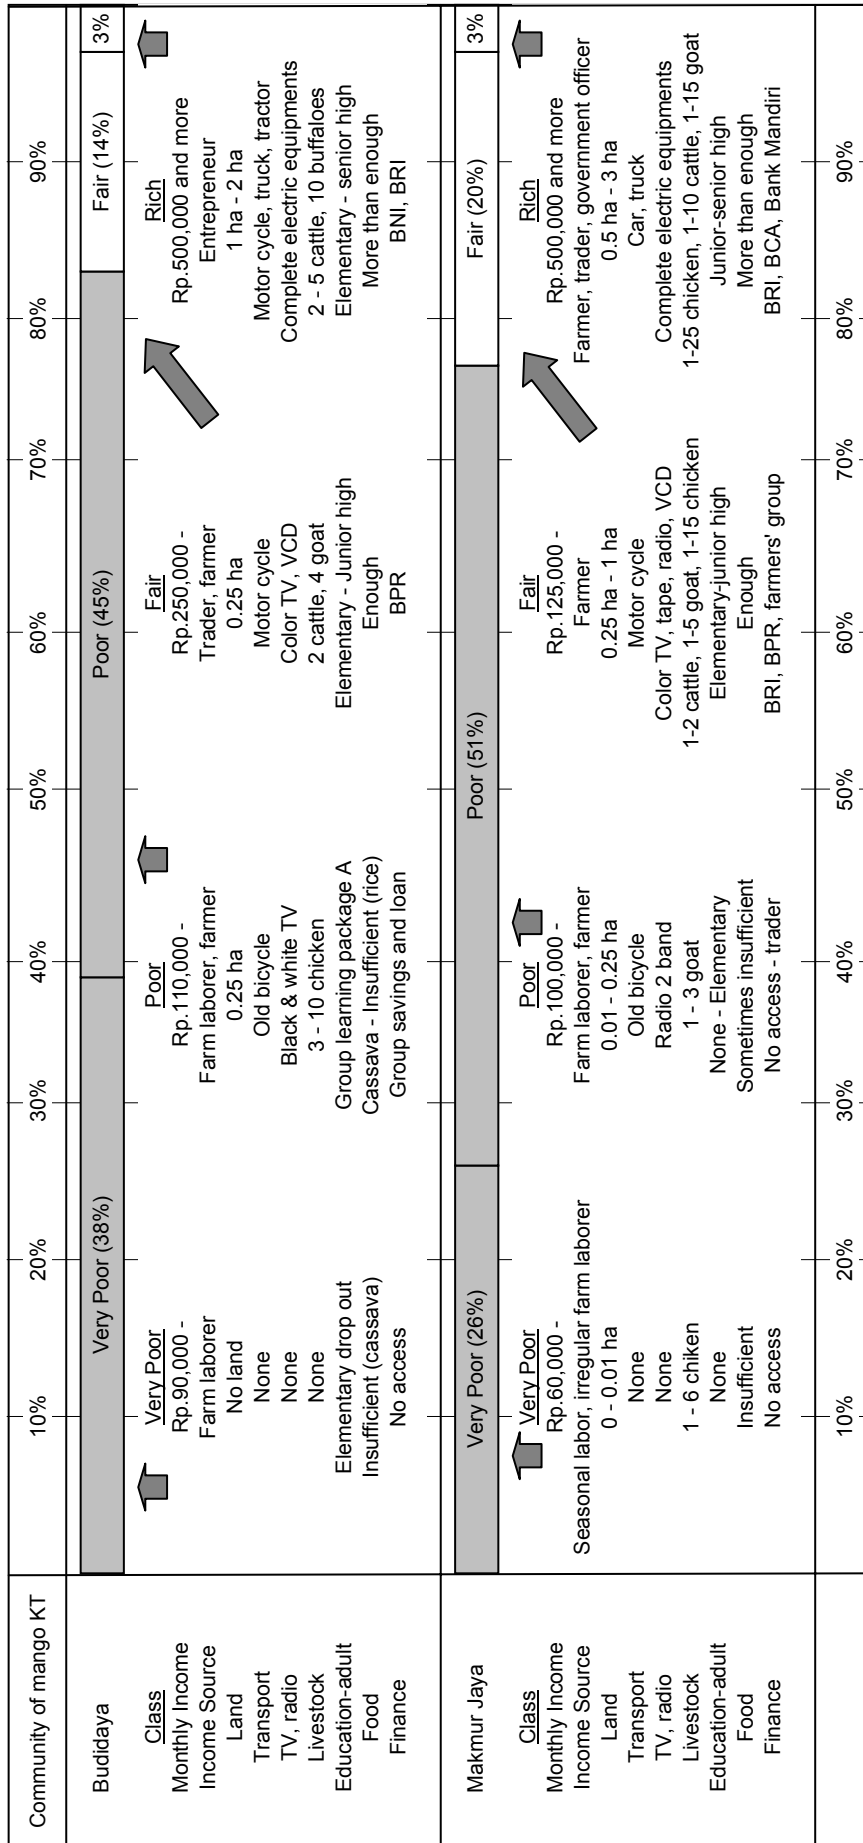 Community of mango KT 10% 20% 30% 40% 50% 60% 70% 80% 90%
Budidaya Very Poor (38%) Poor (45%) Fair (14%) 3%
Class Very Poor Poor Fair Rich
Monthly Income Rp.90,000 - Rp.110,000 - Rp.250,000 - Rp.500,000 and more
Income Source Farm laborer Farm laborer, farmer Trader, farmer Entrepreneur
Land No land 0.25 ha 0.25 ha 1 ha - 2 ha
Transport None Old bicycle Motor cycle Motor cycle, truck, tractor
TV, radio None Black & white TV Color TV, VCD Complete electric equipments
Livestock None 3 - 10 chicken 2 cattle, 4 goat 2 - 5 cattle, 10 buffaloes
Education-adult Elementary drop out Group learning package A Elementary - Junior high Elementary - senior high
Food Insufficient (cassava) Cassava - Insufficient (rice) Enough More than enough
Finance No access Group savings and loan BPR BNI, BRI
Makmur Jaya Very Poor (26%) Poor (51%) Fair (20%) 3%
Class Very Poor Poor Fair Rich
Monthly Income Rp.60,000 - Rp.100,000 - Rp.125,000 - Rp.500,000 and more
Income Source Seasonal labor, irregular farm laborer Farm laborer, farmer Farmer Farmer, trader, government officer
Land 0 - 0.01 ha 0.01 - 0.25 ha 0.25 ha - 1 ha 0.5 ha - 3 ha
Transport None Old bicycle Motor cycle Car, truck
TV, radio None Radio 2 band Color TV, tape, radio, VCD Complete electric equipments
Livestock 1 - 6 chiken 1 - 3 goat 1-2 cattle, 1-5 goat, 1-15 chicken 1-25 chicken, 1-10 cattle, 1-15 goat
Education-adult None None - Elementary Elementary-junior high Junior-senior high
Food Insufficient Sometimes insufficient Enough More than enough
Finance No access No access - trader BRI, BPR, farmers' group BRI, BCA, Bank Mandiri
10% 20% 30% 40% 50% 60% 70% 80% 90%